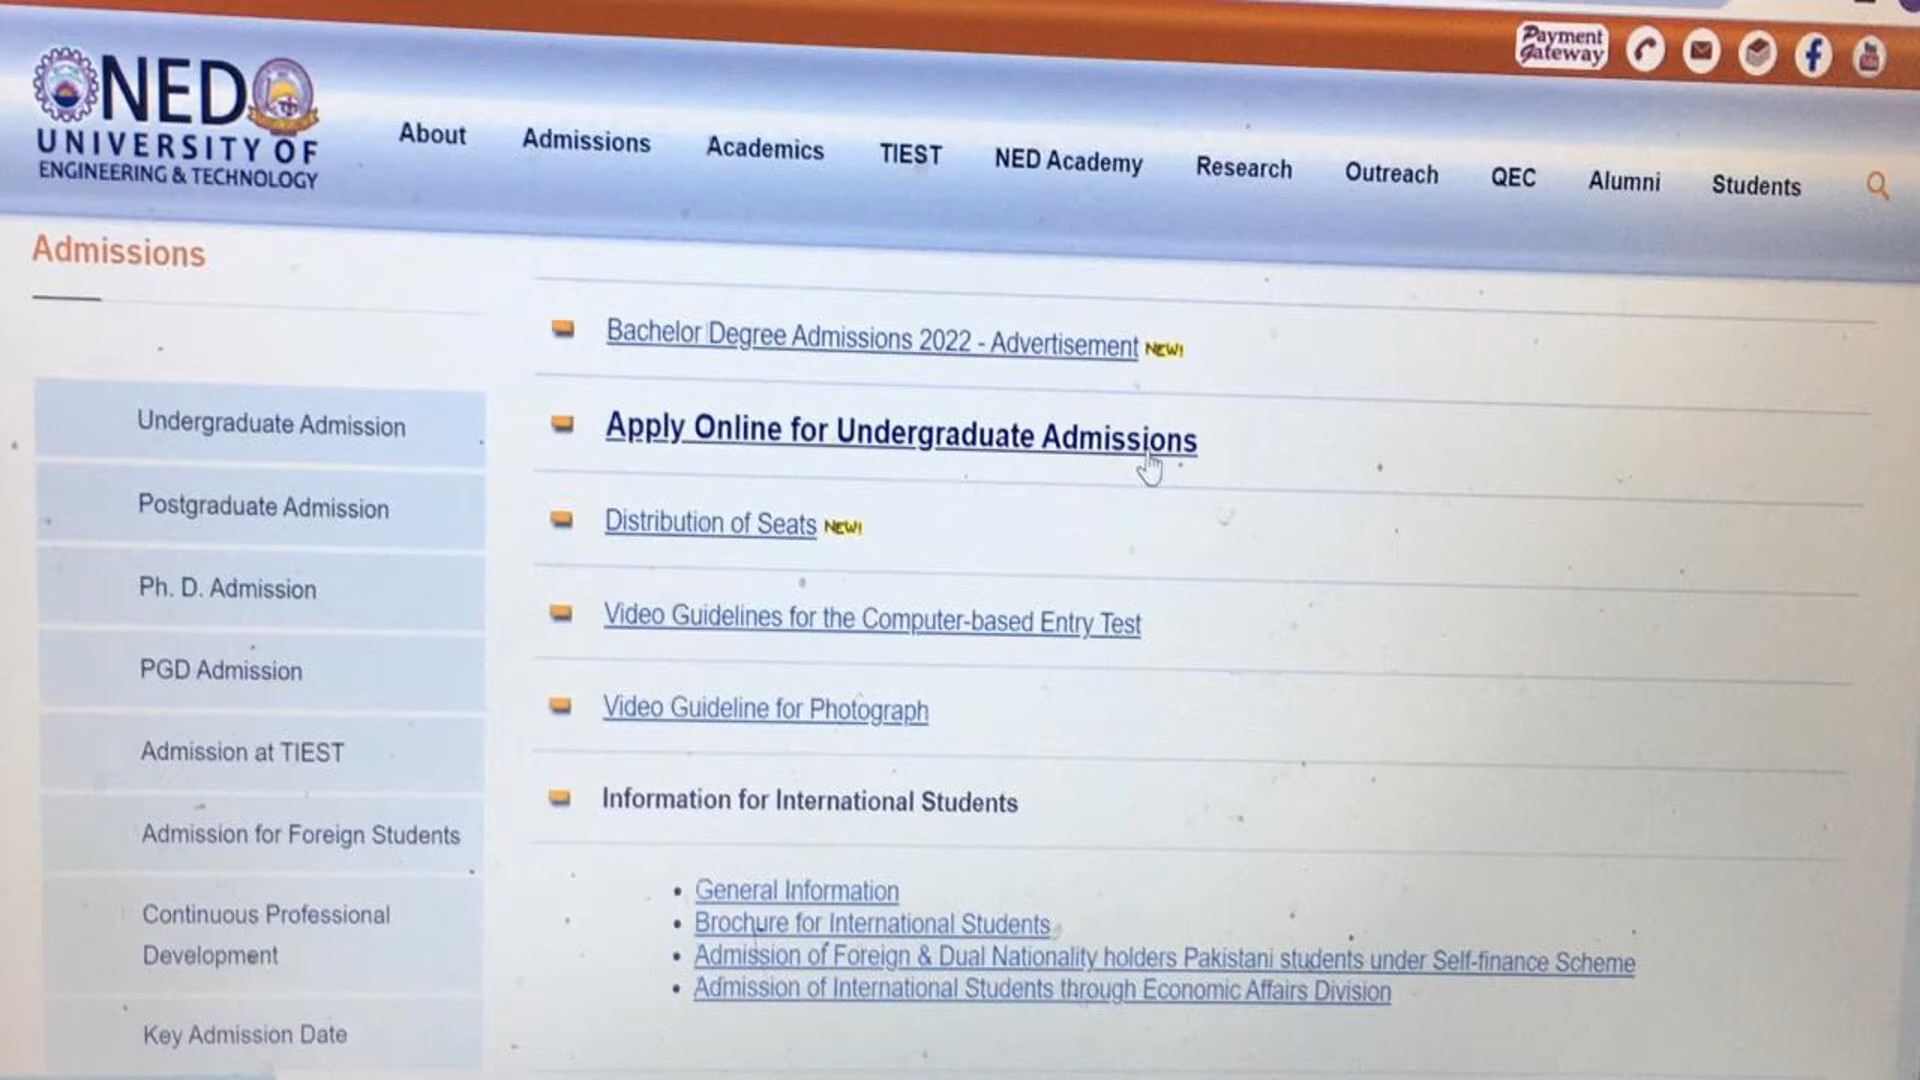 Payment
Gateway
NED
UNIVERSITY OF
ENGINEERING & TECHNOLOGY
About
Admissions
Academics
TIEST
NED Academy
Research
Outreach
QEC
Alumni
Students
Admissions
Undergraduate Admission
Postgraduate Admission
Ph. D. Admission
PGD Admission
Admission at TIEST
Admission for Foreign Students
Continuous Professional
Development
Key Admission Date
Bachelor Degree Admissions 2022 - Advertisement NEW!
Apply Online for Undergraduate Admissions
Distribution of Seats NEW!
Video Guidelines for the Computer-based Entry Test
Video Guideline for Photograph
Information for International Students
General Information
Brochure for International Students
Admission of Foreign & Dual Nationality holders Pakistani students under Self-finance Scheme
Admission of International Students through Economic Affairs Division